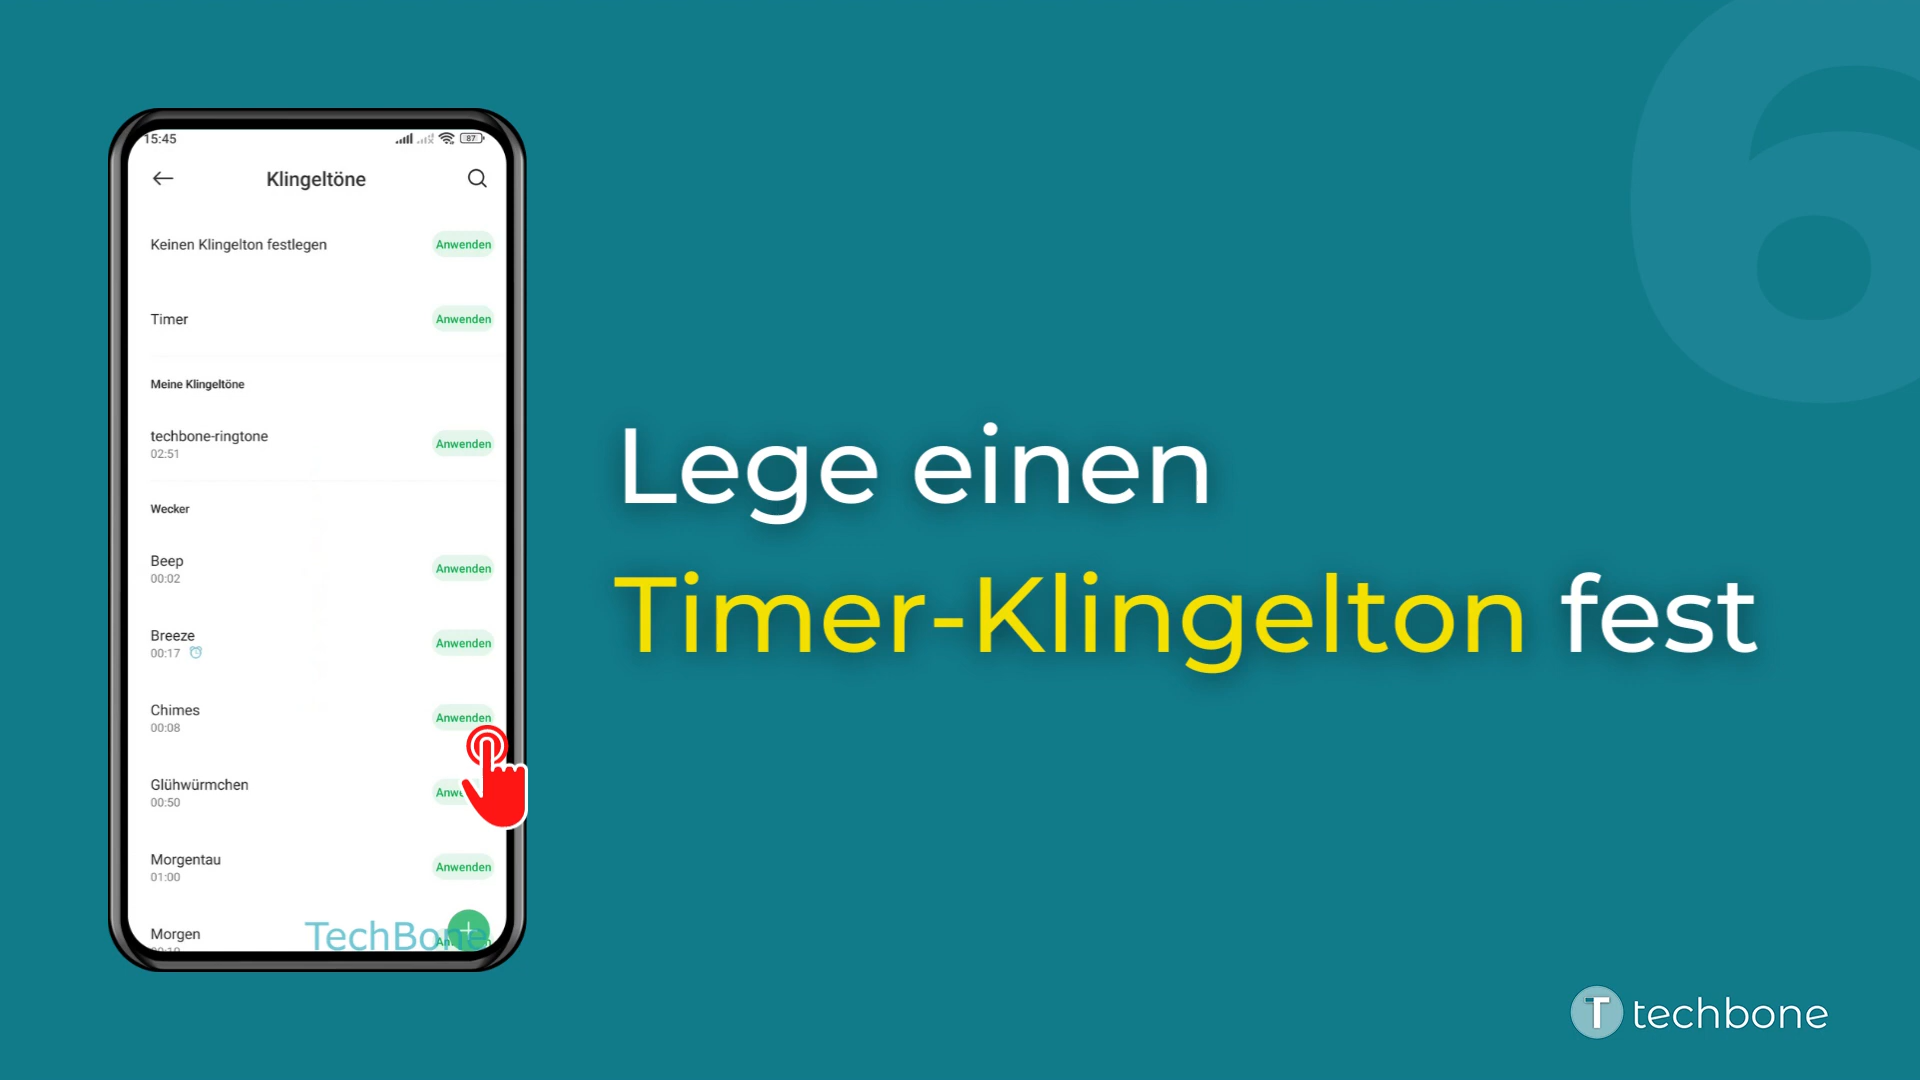 6
15:45
87
Klingeltöne
Keinen Klingelton festlegen
Anwenden
Timer
Anwenden
Meine Klingeltöne
techbone-ringtone
Anwenden
02:51
Wecker
Beep
Anwenden
00:02
Breeze
Anwenden
00:17
Chimes
Anwenden
00:08
Glühwürmchen
00:50
Morgentau
Anwenden
01:00
Morgen
TechBone
Lege einen
Timer-Klingelton fest
T techbone